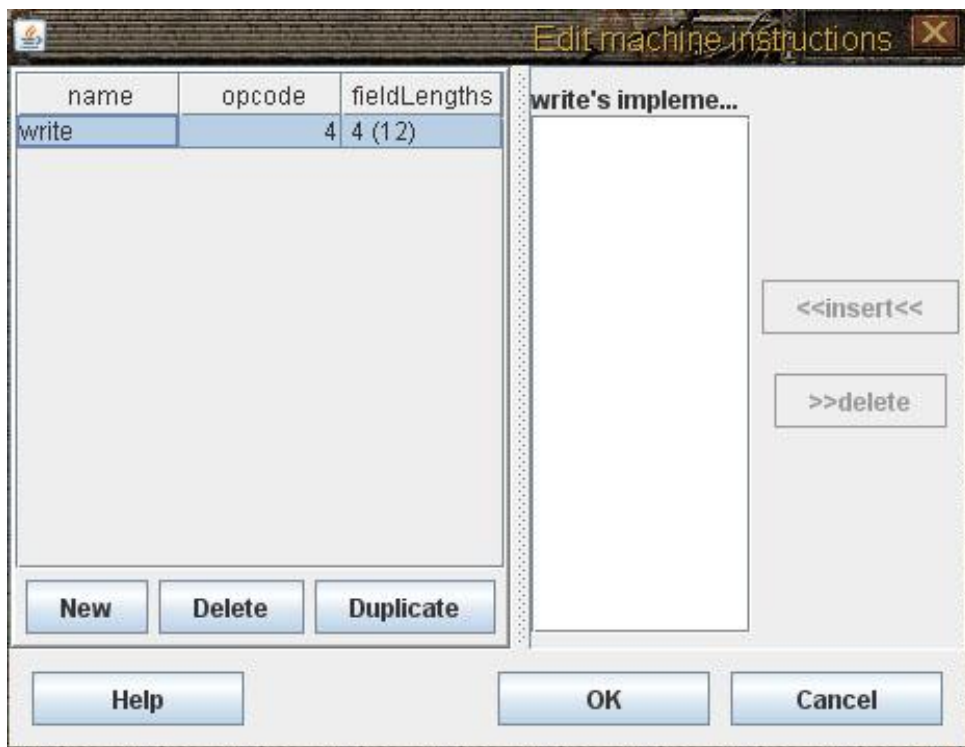 Edit machine instructions
name opcode fieldLengths
write 4 4 (12)
write's impleme...
<<insert<<
>>delete
New Delete Duplicate
Help OK Cancel